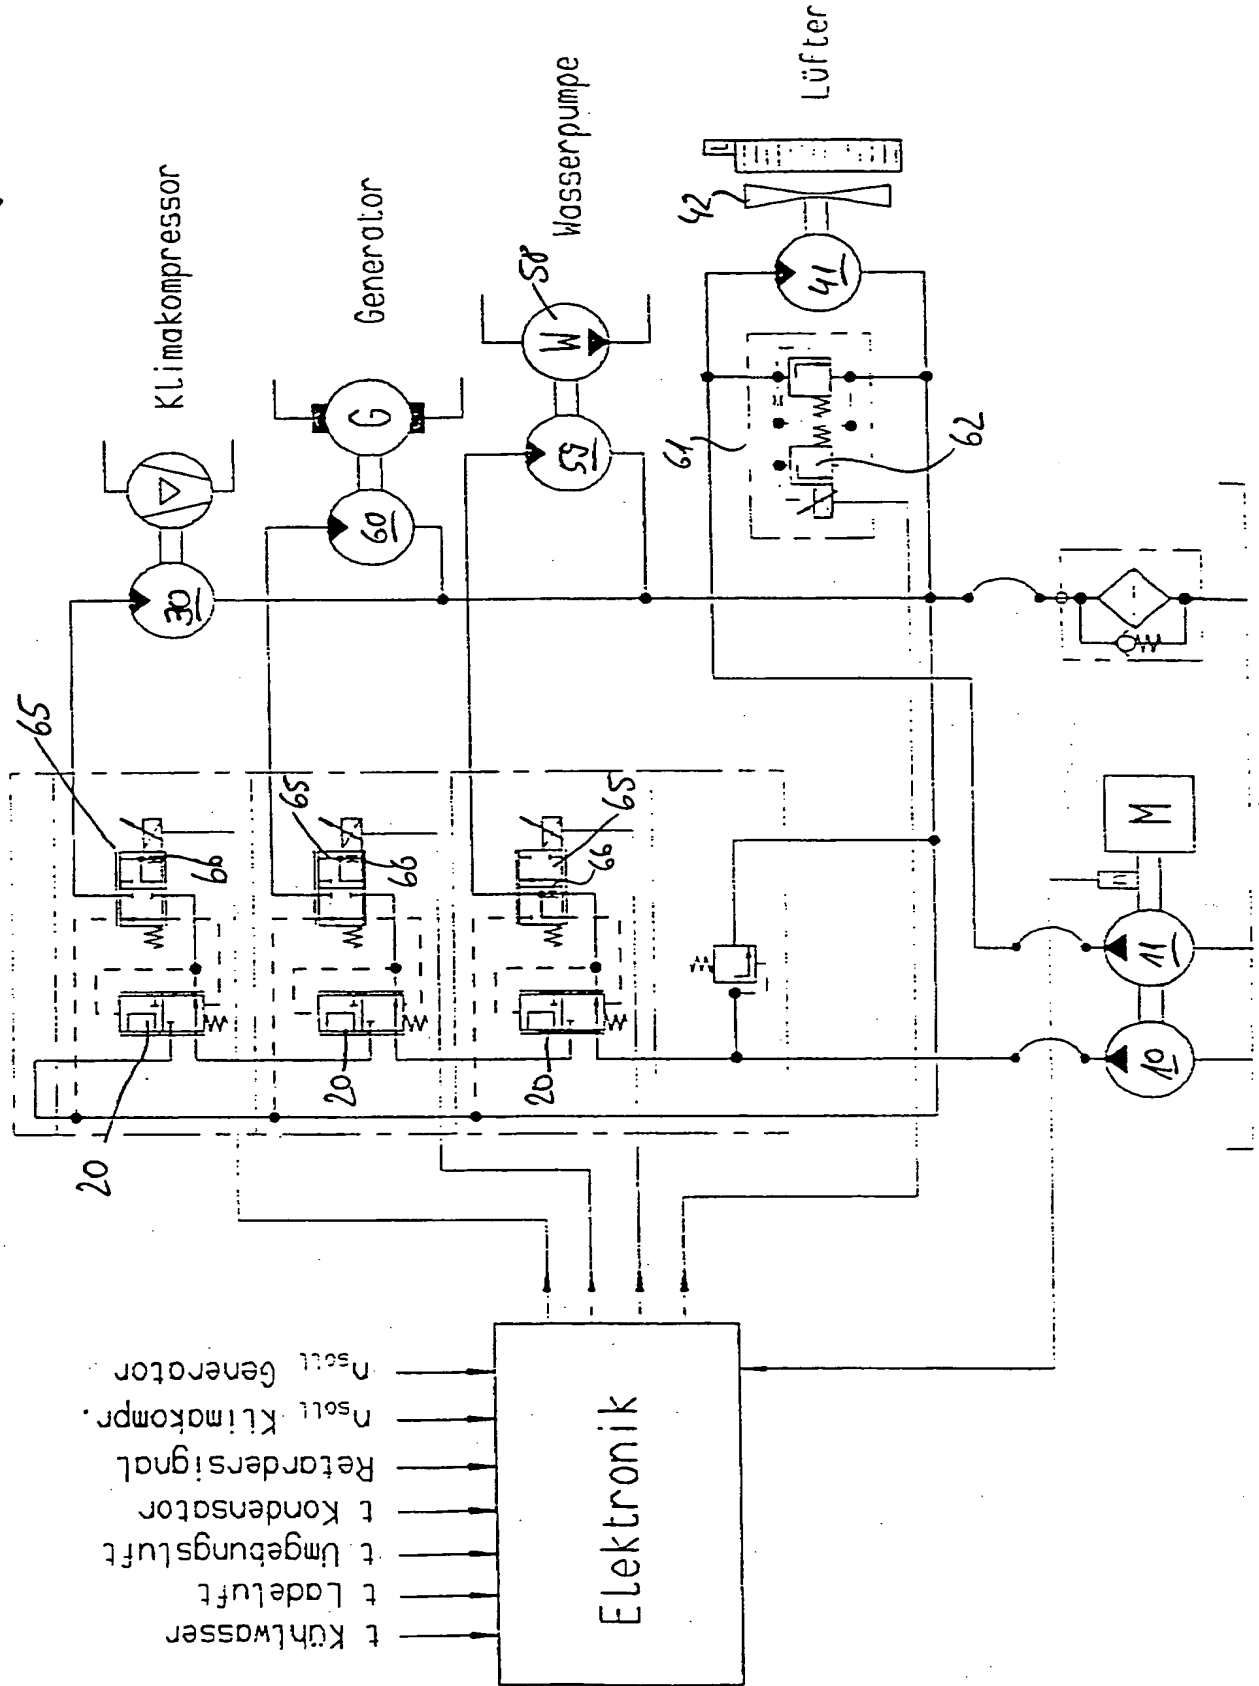 Klimakompressor
Generator
Wasserpumpe
Lüfter
30
60
G
59
W
58
41
42
61
62
65
66
65
66
65
66
20
20
20
M
11
10
Elektronik
n soll Generator
n soll Klimakompr.
Retardersignal
t Kondensator
t Umgebungsluft
t Ladeluft
t Kühlwasser